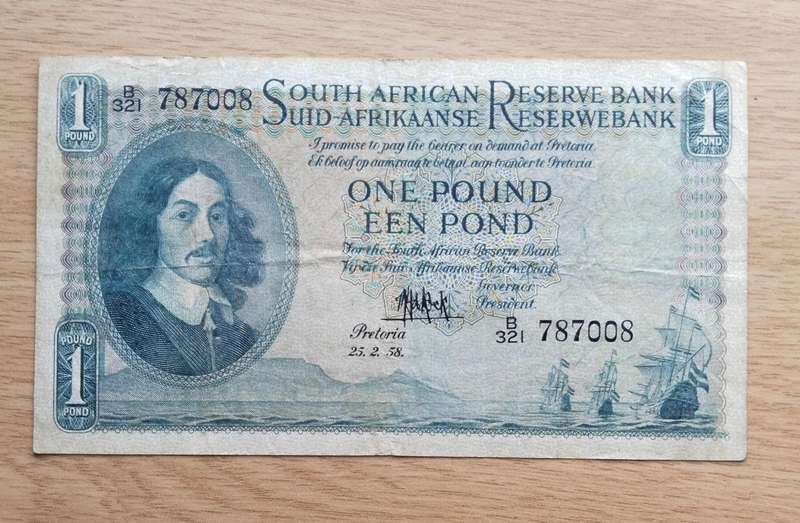 1 B/321 787008 SOUTH AFRICAN RESERVE BANK 1
POUND SUID-AFRIKAANSE RESERWEBANK POUND
I promise to pay the bearer on demand at Pretoria
Ek beloof op aanvraag te betaal aan toonder te Pretoria
ONE POUND
EEN POND
For the South African Reserve Bank
Vir die Suid-Afrikaanse Reserwebank
Governor
President.
Pretoria
25. 2. 58.
B/321 787008
POUND
1
POND